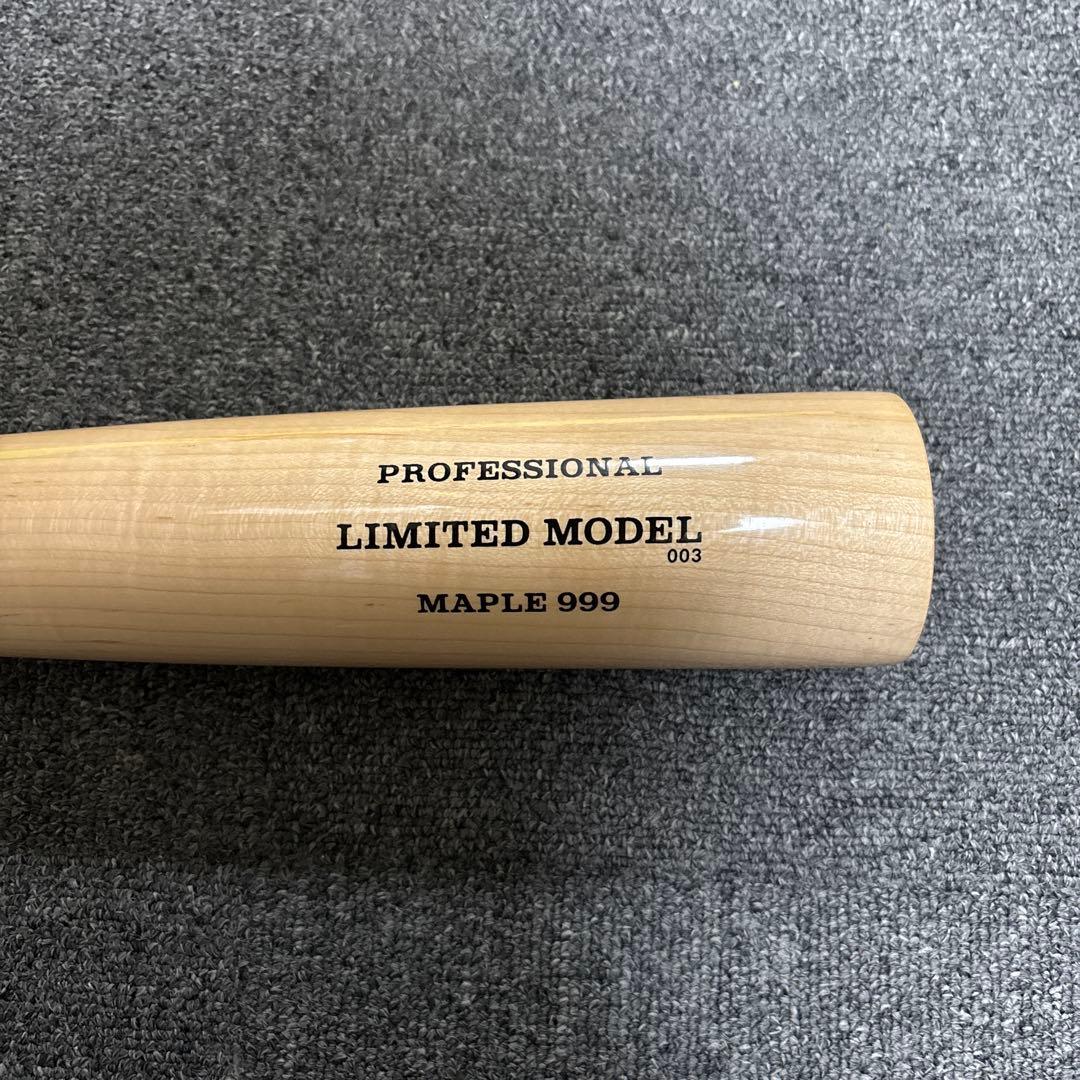 PROFESSIONAL
LIMITED MODEL
003
MAPLE 999